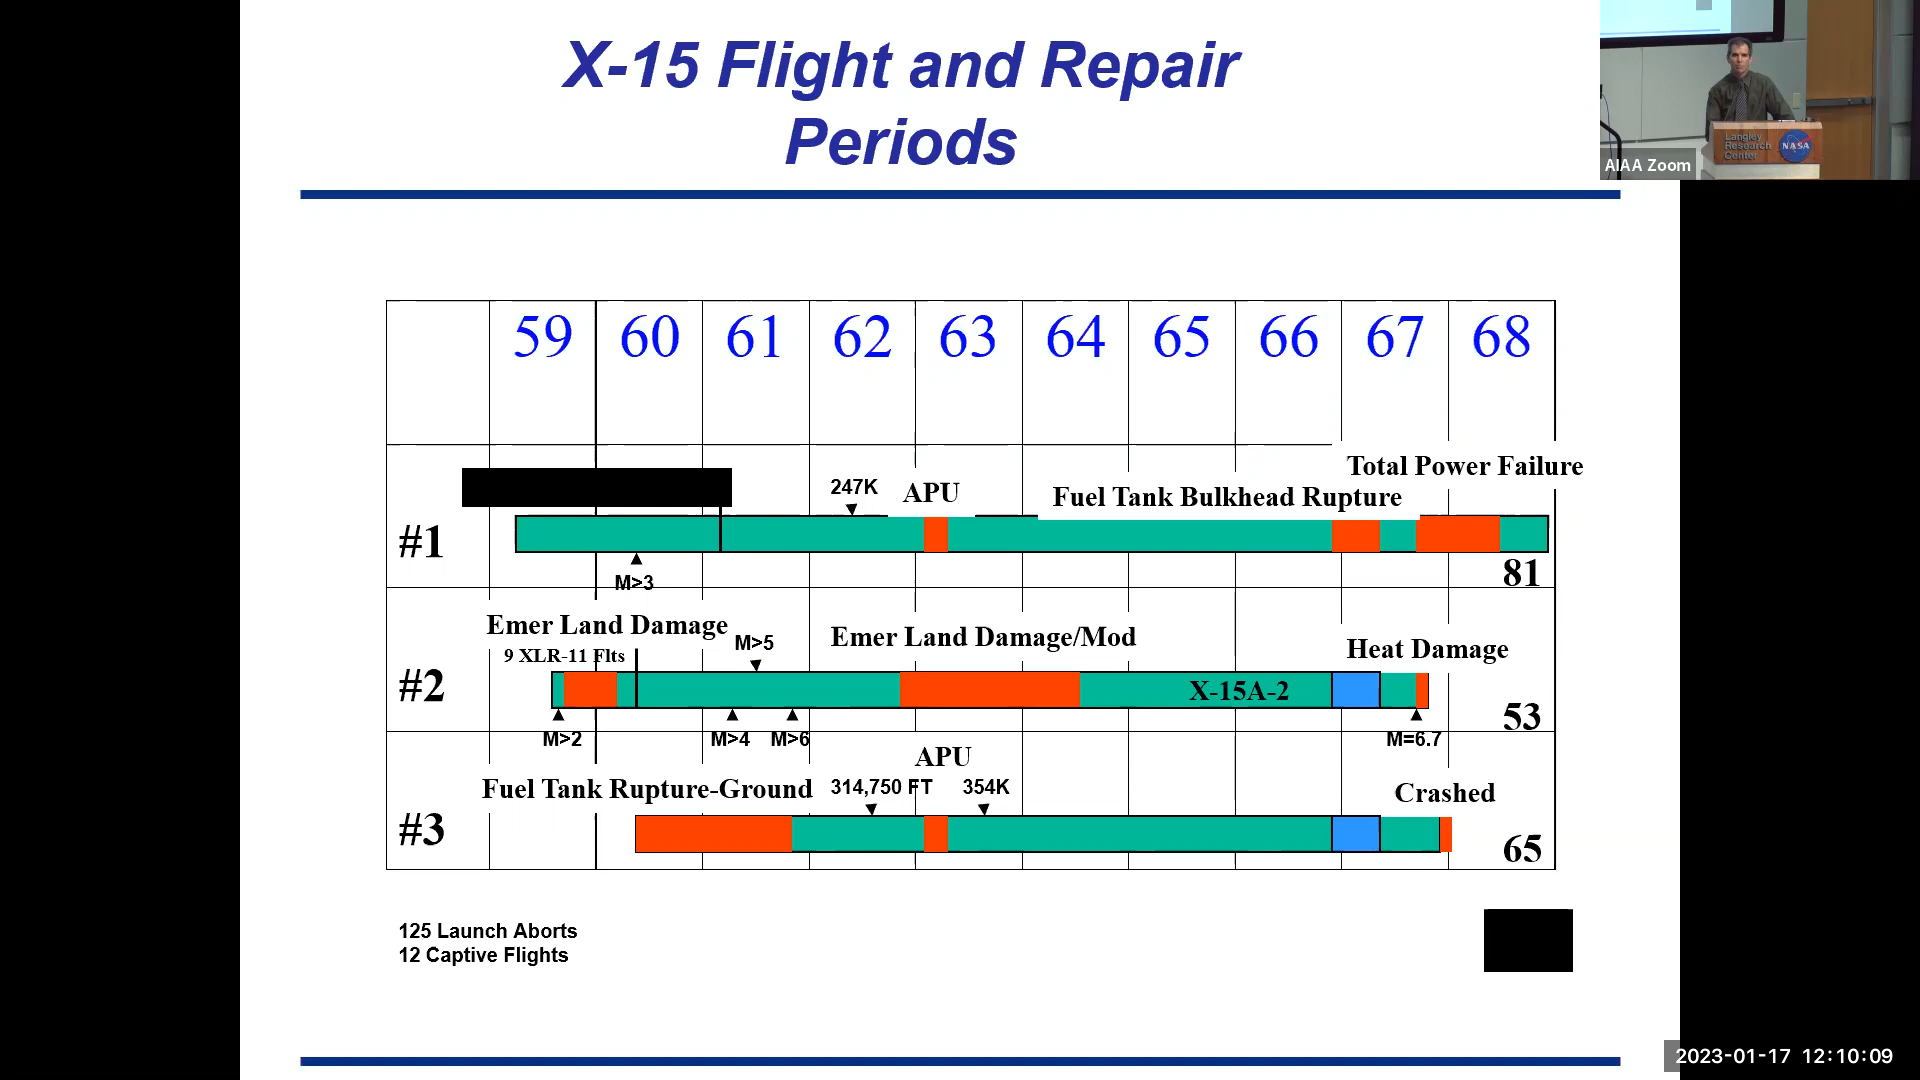 X-15 Flight and Repair
Periods
Langley
Research
Center
NASA
AIAA Zoom
59 60 61 62 63 64 65 66 67 68
Total Power Failure
247K APU Fuel Tank Bulkhead Rupture
#1
M>3
81
Emer Land Damage
M>5 Emer Land Damage/Mod Heat Damage
9 XLR-11 Flts
#2 X-15A-2
53
M>2 M>4 M>6 M=6.7
APU
Fuel Tank Rupture-Ground 314,750 FT 354K Crashed
#3
65
125 Launch Aborts
12 Captive Flights
2023-01-17 12:10:09